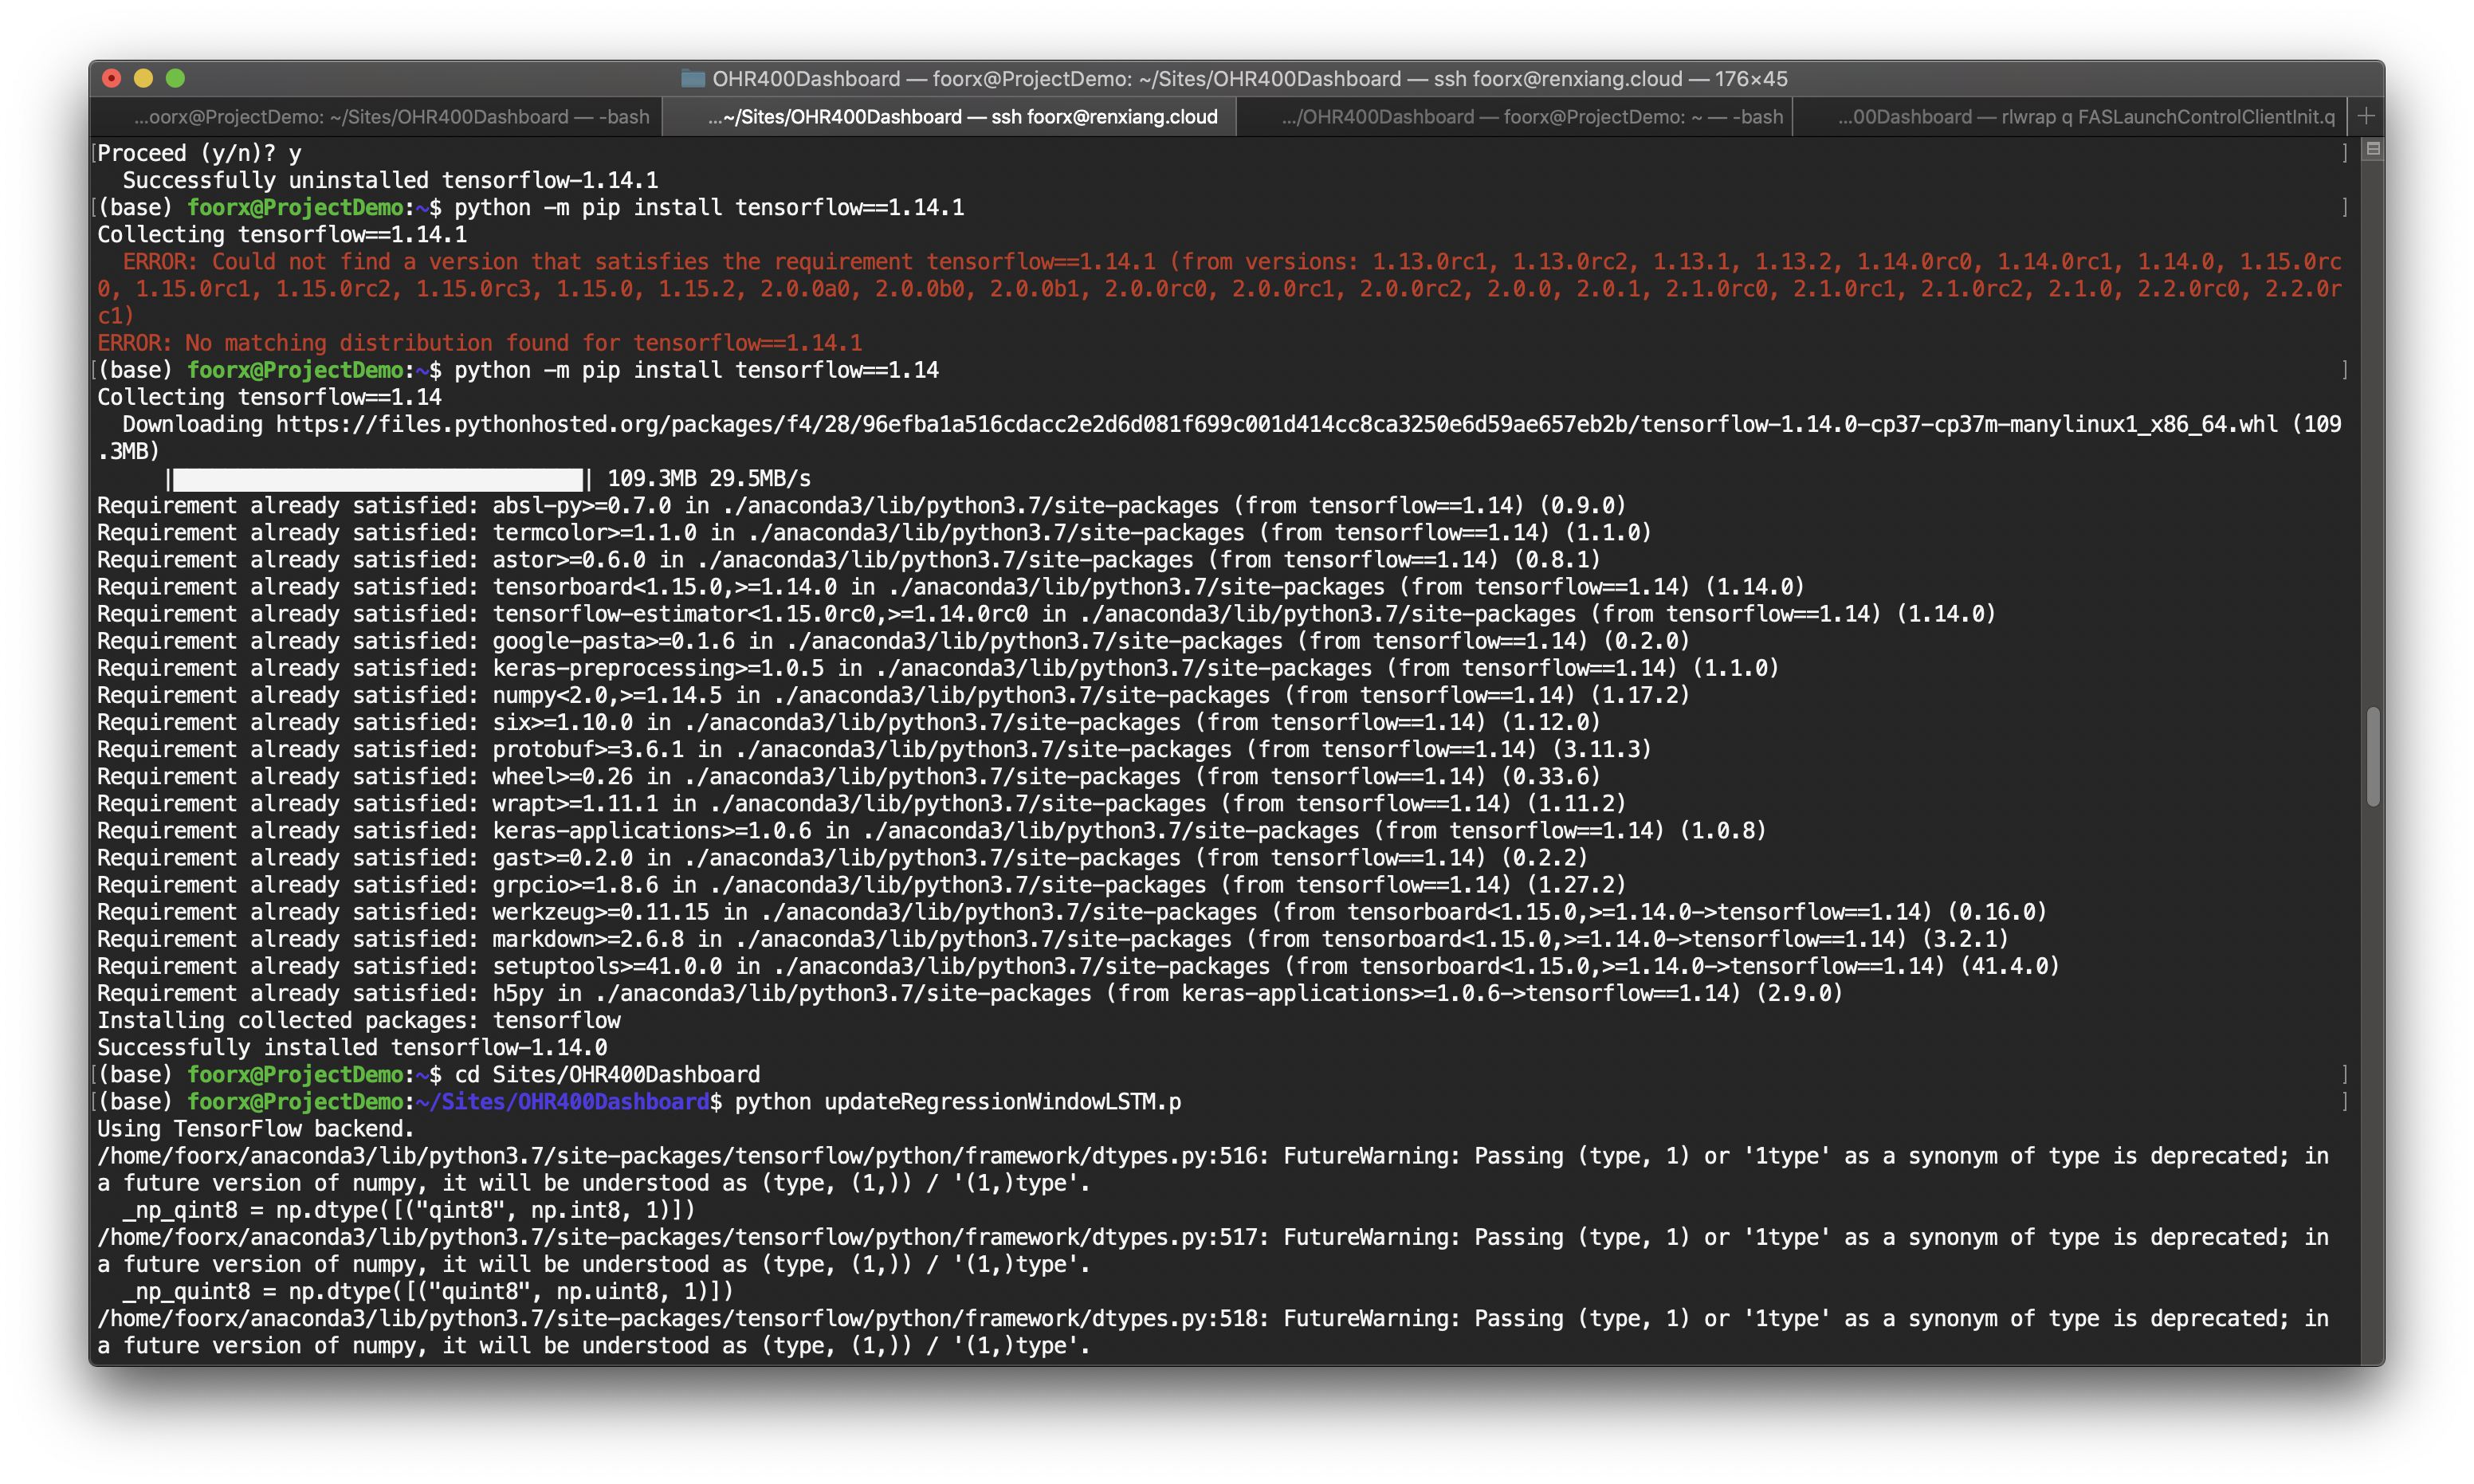 OHR400Dashboard — foorx@ProjectDemo: ~/Sites/OHR400Dashboard — ssh foorx@renxiang.cloud — 176×45
...oorx@ProjectDemo: ~/Sites/OHR400Dashboard — -bash
...~/Sites/OHR400Dashboard — ssh foorx@renxiang.cloud
.../OHR400Dashboard — foorx@ProjectDemo: ~ — -bash
...00Dashboard — rlwrap q FASLaunchControlClientInit.q
[Proceed (y/n)? y ]
  Successfully uninstalled tensorflow-1.14.1
[(base) foorx@ProjectDemo:~$ python -m pip install tensorflow==1.14.1 ]
Collecting tensorflow==1.14.1
  ERROR: Could not find a version that satisfies the requirement tensorflow==1.14.1 (from versions: 1.13.0rc1, 1.13.0rc2, 1.13.1, 1.13.2, 1.14.0rc0, 1.14.0rc1, 1.14.0, 1.15.0rc
0, 1.15.0rc1, 1.15.0rc2, 1.15.0rc3, 1.15.0, 1.15.2, 2.0.0a0, 2.0.0b0, 2.0.0b1, 2.0.0rc0, 2.0.0rc1, 2.0.0rc2, 2.0.0, 2.0.1, 2.1.0rc0, 2.1.0rc1, 2.1.0rc2, 2.1.0, 2.2.0rc0, 2.2.0r
c1)
ERROR: No matching distribution found for tensorflow==1.14.1
[(base) foorx@ProjectDemo:~$ python -m pip install tensorflow==1.14 ]
Collecting tensorflow==1.14
  Downloading https://files.pythonhosted.org/packages/f4/28/96efba1a516cdacc2e2d6d081f699c001d414cc8ca3250e6d59ae657eb2b/tensorflow-1.14.0-cp37-cp37m-manylinux1_x86_64.whl (109
.3MB)
| | 109.3MB 29.5MB/s
Requirement already satisfied: absl-py>=0.7.0 in ./anaconda3/lib/python3.7/site-packages (from tensorflow==1.14) (0.9.0)
Requirement already satisfied: termcolor>=1.1.0 in ./anaconda3/lib/python3.7/site-packages (from tensorflow==1.14) (1.1.0)
Requirement already satisfied: astor>=0.6.0 in ./anaconda3/lib/python3.7/site-packages (from tensorflow==1.14) (0.8.1)
Requirement already satisfied: tensorboard<1.15.0,>=1.14.0 in ./anaconda3/lib/python3.7/site-packages (from tensorflow==1.14) (1.14.0)
Requirement already satisfied: tensorflow-estimator<1.15.0rc0,>=1.14.0rc0 in ./anaconda3/lib/python3.7/site-packages (from tensorflow==1.14) (1.14.0)
Requirement already satisfied: google-pasta>=0.1.6 in ./anaconda3/lib/python3.7/site-packages (from tensorflow==1.14) (0.2.0)
Requirement already satisfied: keras-preprocessing>=1.0.5 in ./anaconda3/lib/python3.7/site-packages (from tensorflow==1.14) (1.1.0)
Requirement already satisfied: numpy<2.0,>=1.14.5 in ./anaconda3/lib/python3.7/site-packages (from tensorflow==1.14) (1.17.2)
Requirement already satisfied: six>=1.10.0 in ./anaconda3/lib/python3.7/site-packages (from tensorflow==1.14) (1.12.0)
Requirement already satisfied: protobuf>=3.6.1 in ./anaconda3/lib/python3.7/site-packages (from tensorflow==1.14) (3.11.3)
Requirement already satisfied: wheel>=0.26 in ./anaconda3/lib/python3.7/site-packages (from tensorflow==1.14) (0.33.6)
Requirement already satisfied: wrapt>=1.11.1 in ./anaconda3/lib/python3.7/site-packages (from tensorflow==1.14) (1.11.2)
Requirement already satisfied: keras-applications>=1.0.6 in ./anaconda3/lib/python3.7/site-packages (from tensorflow==1.14) (1.0.8)
Requirement already satisfied: gast>=0.2.0 in ./anaconda3/lib/python3.7/site-packages (from tensorflow==1.14) (0.2.2)
Requirement already satisfied: grpcio>=1.8.6 in ./anaconda3/lib/python3.7/site-packages (from tensorflow==1.14) (1.27.2)
Requirement already satisfied: werkzeug>=0.11.15 in ./anaconda3/lib/python3.7/site-packages (from tensorboard<1.15.0,>=1.14.0->tensorflow==1.14) (0.16.0)
Requirement already satisfied: markdown>=2.6.8 in ./anaconda3/lib/python3.7/site-packages (from tensorboard<1.15.0,>=1.14.0->tensorflow==1.14) (3.2.1)
Requirement already satisfied: setuptools>=41.0.0 in ./anaconda3/lib/python3.7/site-packages (from tensorboard<1.15.0,>=1.14.0->tensorflow==1.14) (41.4.0)
Requirement already satisfied: h5py in ./anaconda3/lib/python3.7/site-packages (from keras-applications>=1.0.6->tensorflow==1.14) (2.9.0)
Installing collected packages: tensorflow
Successfully installed tensorflow-1.14.0
[(base) foorx@ProjectDemo:~$ cd Sites/OHR400Dashboard ]
[(base) foorx@ProjectDemo:~/Sites/OHR400Dashboard$ python updateRegressionWindowLSTM.p ]
Using TensorFlow backend.
/home/foorx/anaconda3/lib/python3.7/site-packages/tensorflow/python/framework/dtypes.py:516: FutureWarning: Passing (type, 1) or '1type' as a synonym of type is deprecated; in
a future version of numpy, it will be understood as (type, (1,)) / '(1,)type'.
  _np_qint8 = np.dtype([("qint8", np.int8, 1)])
/home/foorx/anaconda3/lib/python3.7/site-packages/tensorflow/python/framework/dtypes.py:517: FutureWarning: Passing (type, 1) or '1type' as a synonym of type is deprecated; in
a future version of numpy, it will be understood as (type, (1,)) / '(1,)type'.
  _np_quint8 = np.dtype([("quint8", np.uint8, 1)])
/home/foorx/anaconda3/lib/python3.7/site-packages/tensorflow/python/framework/dtypes.py:518: FutureWarning: Passing (type, 1) or '1type' as a synonym of type is deprecated; in
a future version of numpy, it will be understood as (type, (1,)) / '(1,)type'.